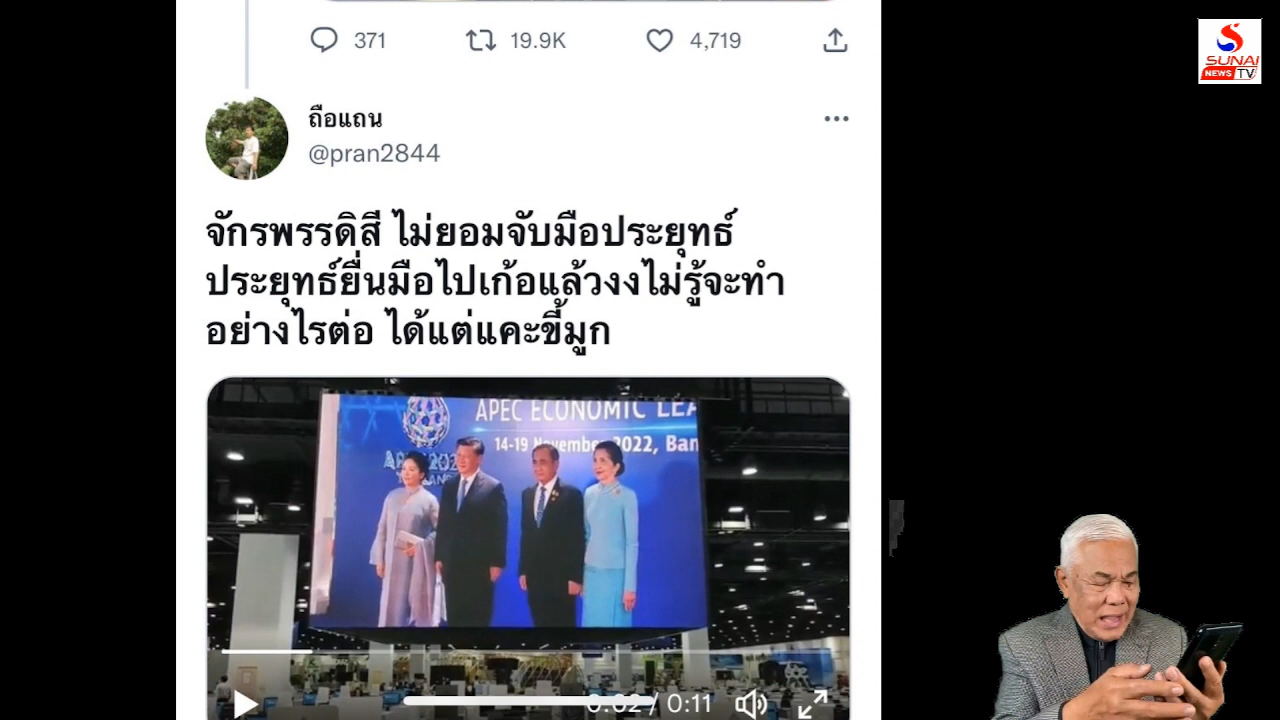 371 19.9K 4,719
SUNAI
NEWS TV
ถือแถน
@pran2844
จักรพรรดิสี ไม่ยอมจับมือประยุทธ์
ประยุทธ์ยื่นมือไปเก้อแล้วงงไม่รู้จะทำ
อย่างไรต่อ ได้แต่แคะขี้มูก
APEC ECONOMIC LEA
14-19 November 2022, Ban
0:02 / 0:11